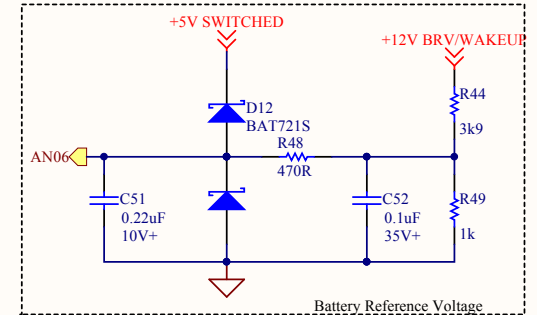 +5V SWITCHED
+12V BRV/WAKEUP
R44
3k9
D12
BAT721S
R48
470R
AN06
C51
0.22uF
10V+
C52
0.1uF
35V+
R49
1k
Battery Reference Voltage